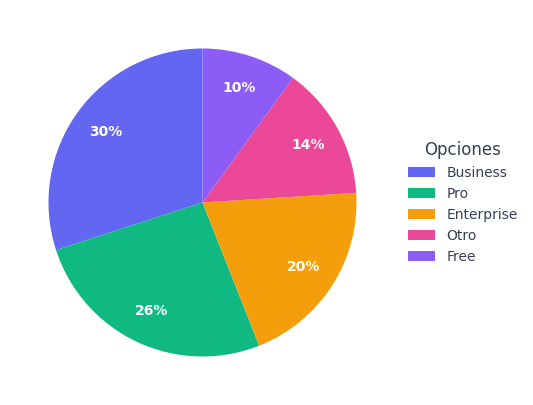 10%
30%
14%
20%
26%
Opciones
Business
Pro
Enterprise
Otro
Free